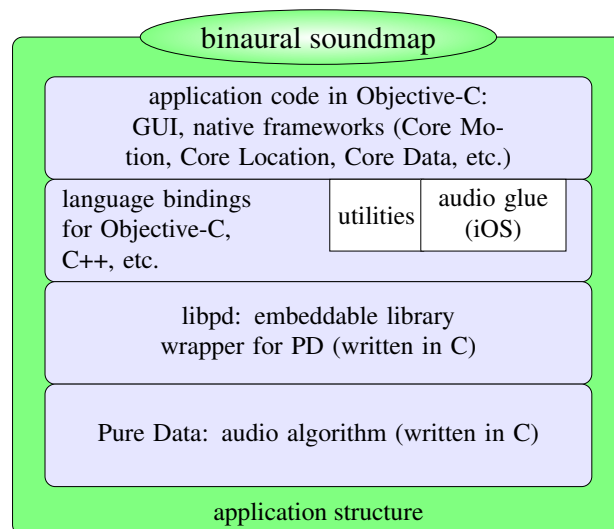 binaural soundmap
application code in Objective-C:
GUI, native frameworks (Core Mo-
tion, Core Location, Core Data, etc.)
language bindings
for Objective-C,
C++, etc.
utilities
audio glue
(iOS)
libpd: embeddable library
wrapper for PD (written in C)
Pure Data: audio algorithm (written in C)
application structure